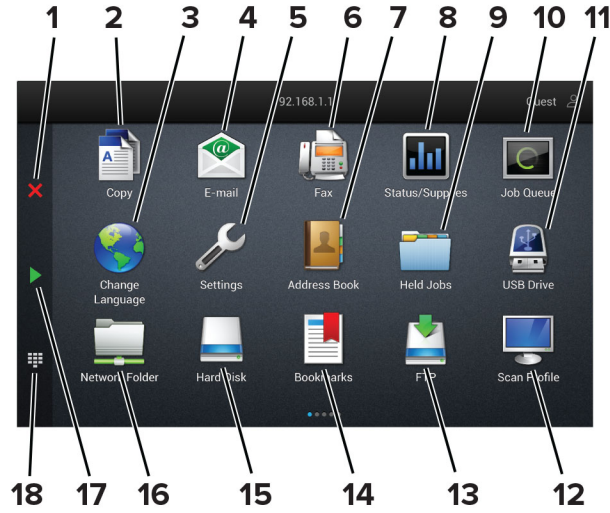 1 2 3 4 5 6 7 8 9 10 11
92.168.1.1
Guest
Copy
E-mail
Fax
Status/Supplies
Job Queue
Change
Language
Settings
Address Book
Held Jobs
USB Drive
Network Folder
Hard Disk
Bookmarks
FTP
Scan Profile
18 17 16 15 14 13 12